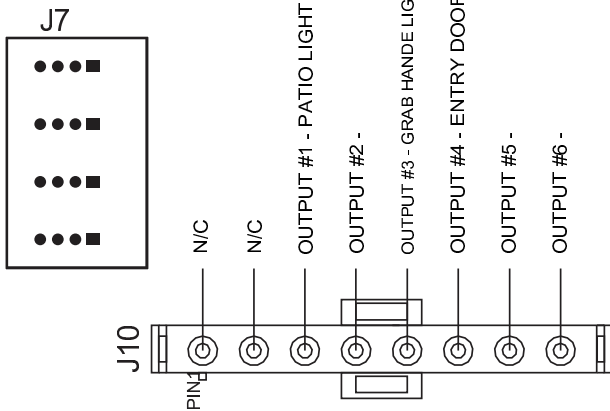 J7
N/C
N/C
OUTPUT #1 - PATIO LIGHT
OUTPUT #2 -
OUTPUT #3 - GRAB HANDE LIG
OUTPUT #4 - ENTRY DOOR
OUTPUT #5 -
OUTPUT #6 -
J10
PIN1